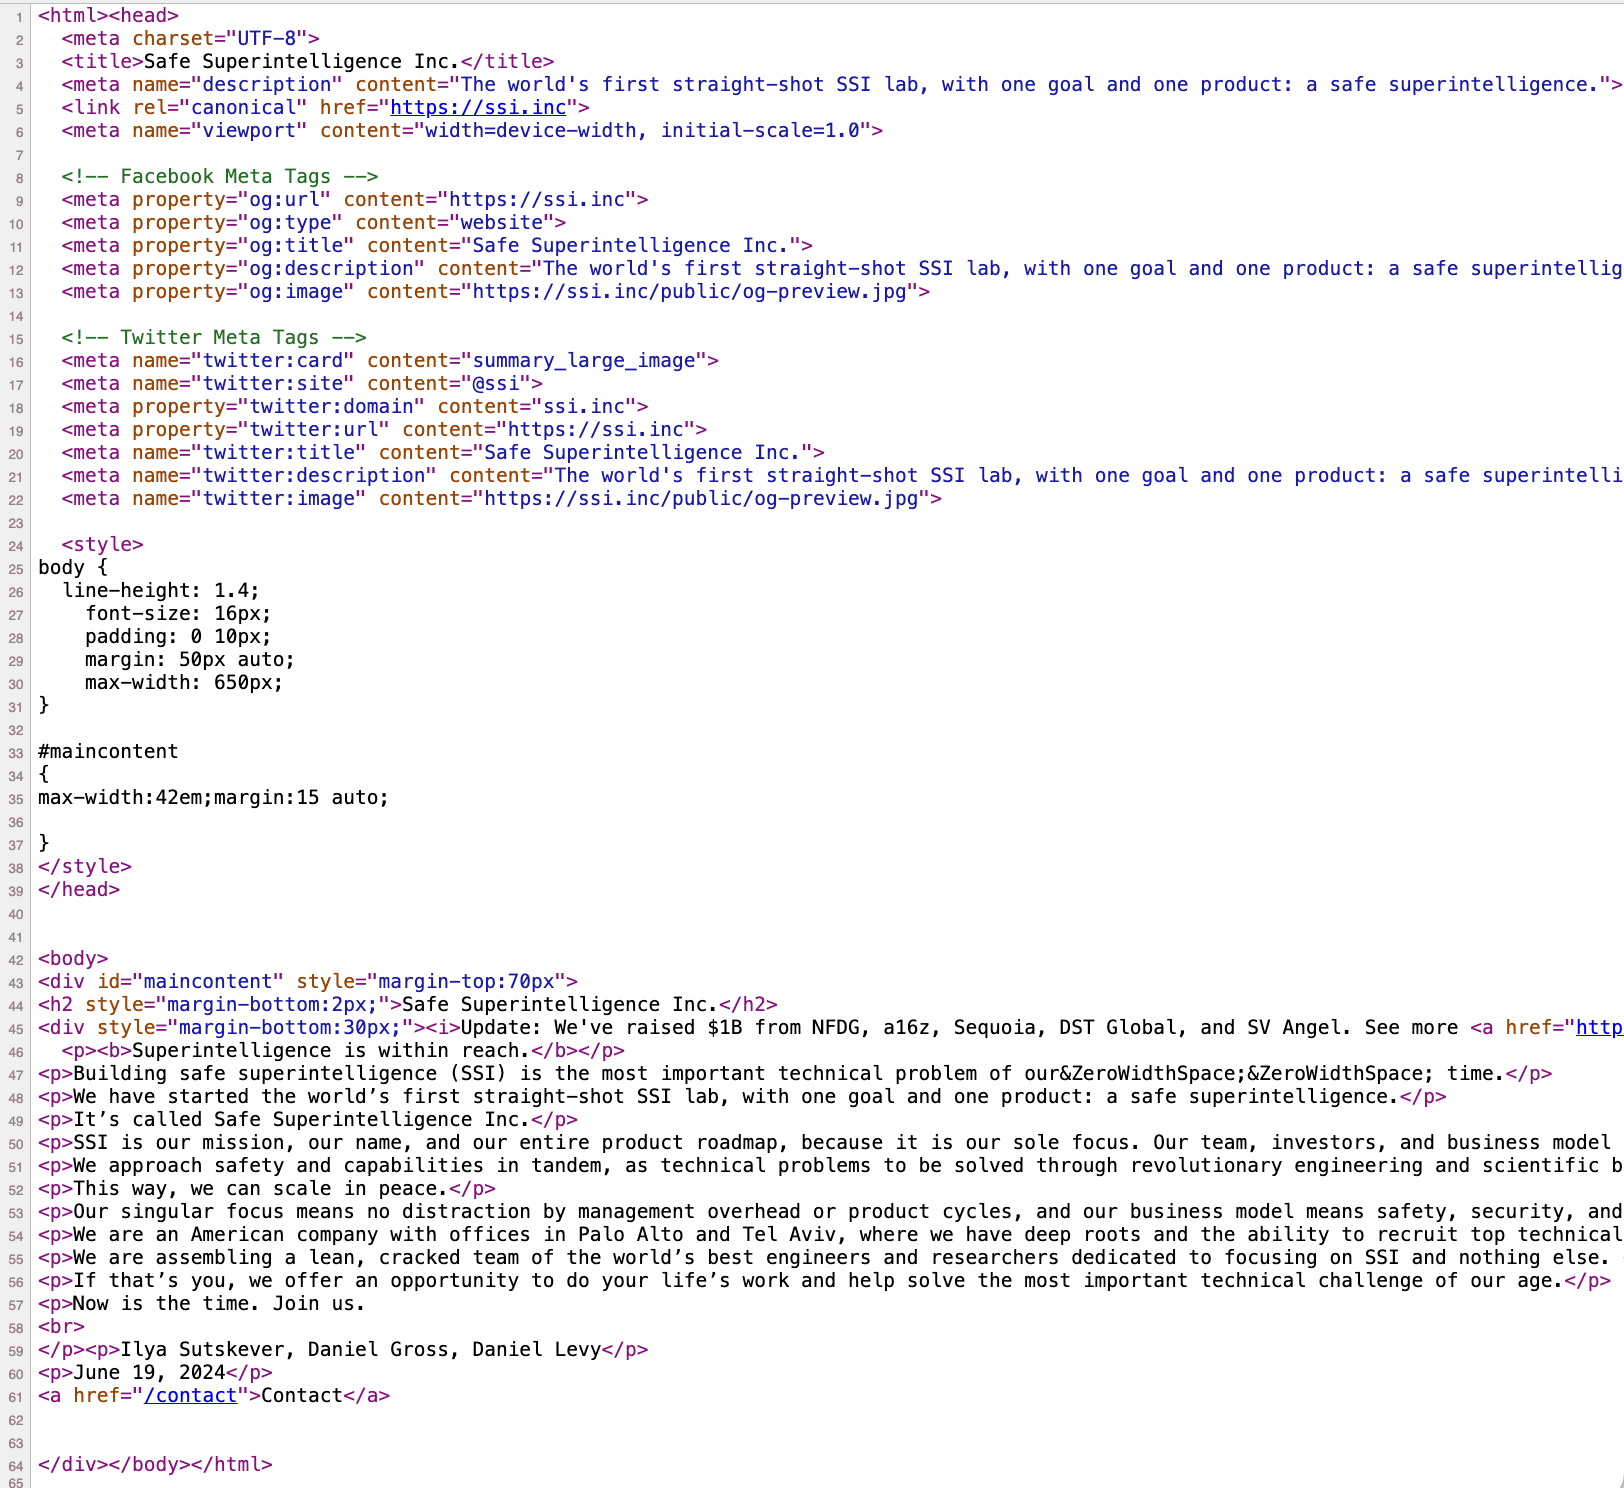 1 <html><head>
2 <meta charset="UTF-8">
3 <title>Safe Superintelligence Inc.</title>
4 <meta name="description" content="The world's first straight-shot SSI lab, with one goal and one product: a safe superintelligence.">
5 <link rel="canonical" href="https://ssi.inc">
6 <meta name="viewport" content="width=device-width, initial-scale=1.0">
7
8 <!-- Facebook Meta Tags -->
9 <meta property="og:url" content="https://ssi.inc">
10 <meta property="og:type" content="website">
11 <meta property="og:title" content="Safe Superintelligence Inc.">
12 <meta property="og:description" content="The world's first straight-shot SSI lab, with one goal and one product: a safe superintellig
13 <meta property="og:image" content="https://ssi.inc/public/og-preview.jpg">
14
15 <!-- Twitter Meta Tags -->
16 <meta name="twitter:card" content="summary_large_image">
17 <meta name="twitter:site" content="@ssi">
18 <meta property="twitter:domain" content="ssi.inc">
19 <meta property="twitter:url" content="https://ssi.inc">
20 <meta name="twitter:title" content="Safe Superintelligence Inc.">
21 <meta name="twitter:description" content="The world's first straight-shot SSI lab, with one goal and one product: a safe superintelli
22 <meta name="twitter:image" content="https://ssi.inc/public/og-preview.jpg">
23
24 <style>
25 body {
26 line-height: 1.4;
27 font-size: 16px;
28 padding: 0 10px;
29 margin: 50px auto;
30 max-width: 650px;
31 }
32
33 #maincontent
34 {
35 max-width:42em;margin:15 auto;
36
37 }
38 </style>
39 </head>
40
41
42 <body>
43 <div id="maincontent" style="margin-top:70px">
44 <h2 style="margin-bottom:2px;">Safe Superintelligence Inc.</h2>
45 <div style="margin-bottom:30px;"><i>Update: We've raised $1B from NFDG, a16z, Sequoia, DST Global, and SV Angel. See more <a href="http
46 <p><b>Superintelligence is within reach.</b></p>
47 <p>Building safe superintelligence (SSI) is the most important technical problem of our&ZeroWidthSpace;&ZeroWidthSpace; time.</p>
48 <p>We have started the world’s first straight-shot SSI lab, with one goal and one product: a safe superintelligence.</p>
49 <p>It’s called Safe Superintelligence Inc.</p>
50 <p>SSI is our mission, our name, and our entire product roadmap, because it is our sole focus. Our team, investors, and business model
51 <p>We approach safety and capabilities in tandem, as technical problems to be solved through revolutionary engineering and scientific b
52 <p>This way, we can scale in peace.</p>
53 <p>Our singular focus means no distraction by management overhead or product cycles, and our business model means safety, security, and
54 <p>We are an American company with offices in Palo Alto and Tel Aviv, where we have deep roots and the ability to recruit top technical
55 <p>We are assembling a lean, cracked team of the world’s best engineers and researchers dedicated to focusing on SSI and nothing else.
56 <p>If that’s you, we offer an opportunity to do your life’s work and help solve the most important technical challenge of our age.</p>
57 <p>Now is the time. Join us.
58 <br>
59 </p><p>Ilya Sutskever, Daniel Gross, Daniel Levy</p>
60 <p>June 19, 2024</p>
61 <a href="/contact">Contact</a>
62
63
64 </div></body></html>
65